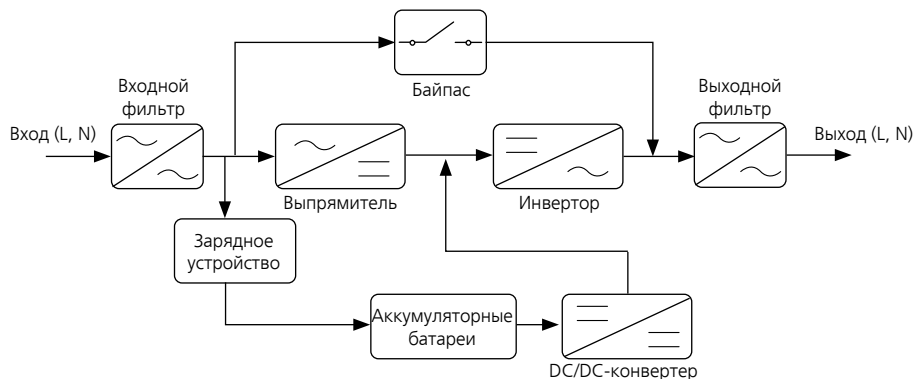 Байпас
Входной
фильтр
Выходной
фильтр
Вход (L, N)
Выход (L, N)
Выпрямитель
Инвертор
Зарядное
устройство
Аккумуляторные
батареи
DC/DC-конвертер